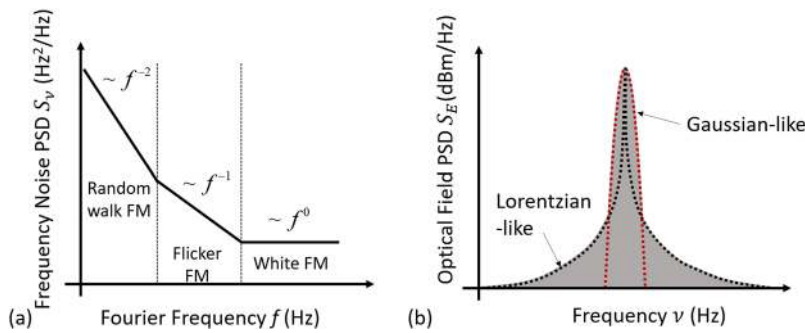 Frequency Noise PSD S_ν (Hz²/Hz)
~ f⁻²
~ f⁻¹
~ f⁰
Random
walk FM
Flicker
FM
White FM
(a)
Fourier Frequency f (Hz)
Optical Field PSD S_E(dBm/Hz)
Gaussian-like
Lorentzian
-like
(b)
Frequency ν (Hz)